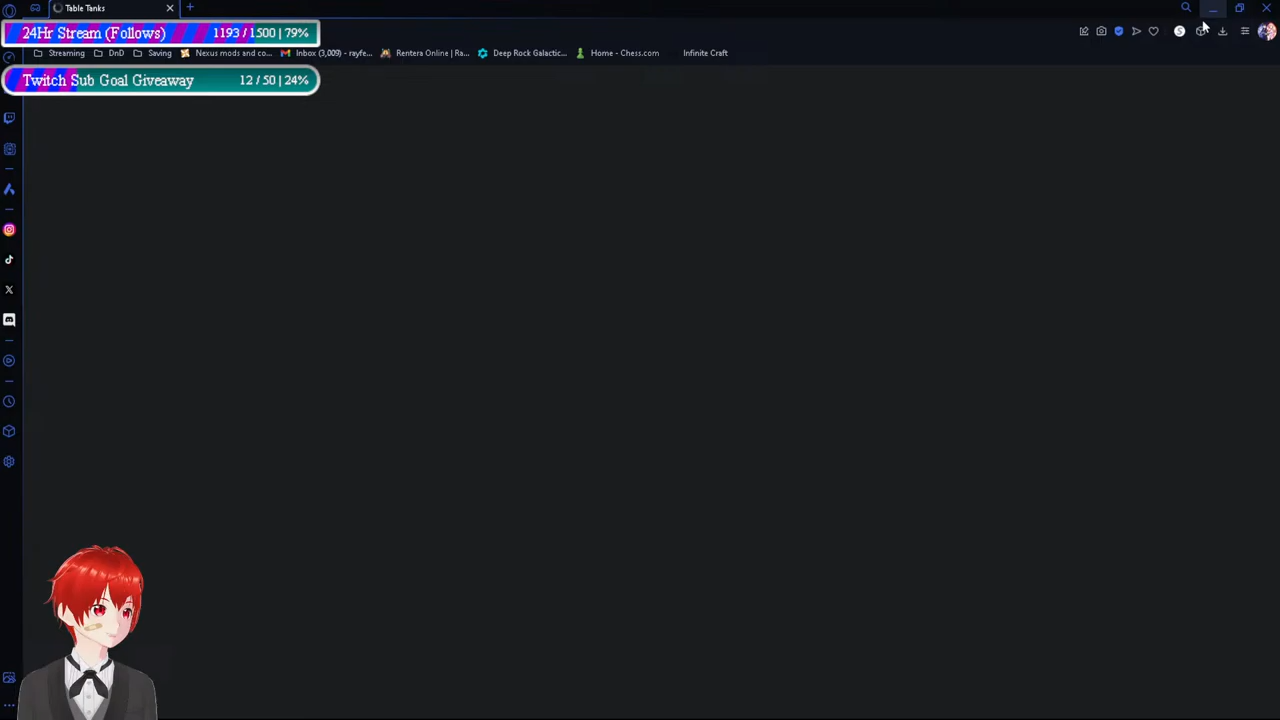 Table Tanks
24Hr Stream (Follows) 1193 / 1500 | 79%
Streaming DnD Saving Nexus mods and co... Inbox (3,009) - rayfe... Rentera Online | Ra... Deep Rock Galactic... Home - Chess.com Infinite Craft
Twitch Sub Goal Giveaway 12 / 50 | 24%